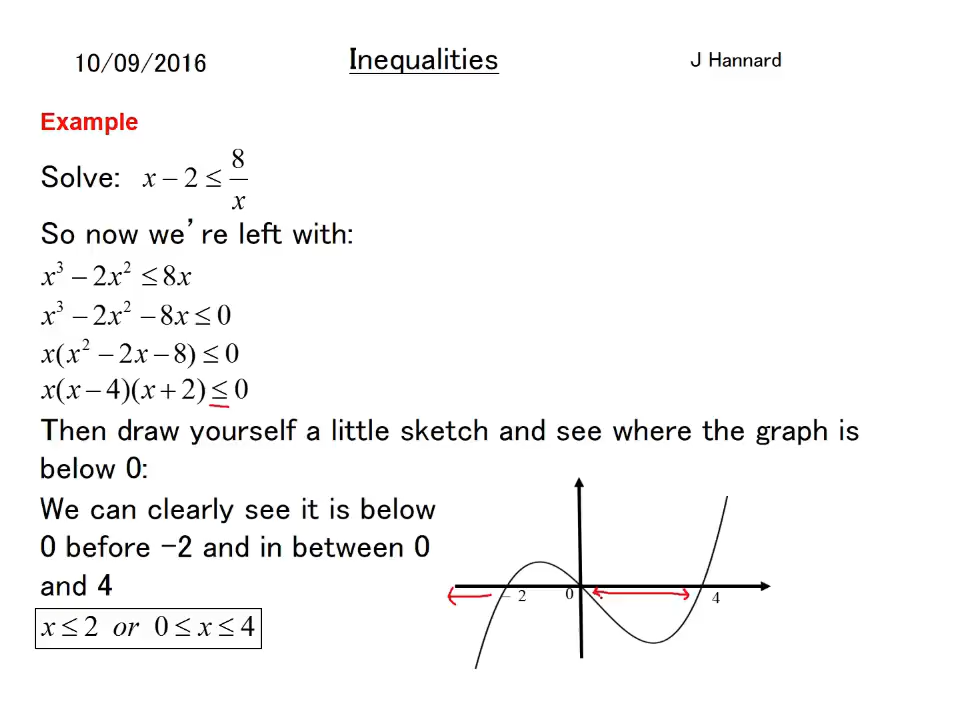 10/09/2016 Inequalities J Hannard
Example
Solve: x − 2 ≤ 8/x
So now we're left with:
x³ − 2x² ≤ 8x
x³ − 2x² − 8x ≤ 0
x(x² − 2x − 8) ≤ 0
x(x − 4)(x + 2) ≤ 0
Then draw yourself a little sketch and see where the graph is
below 0:
We can clearly see it is below
0 before -2 and in between 0
and 4
x ≤ 2 or 0 ≤ x ≤ 4
− 2 0 4